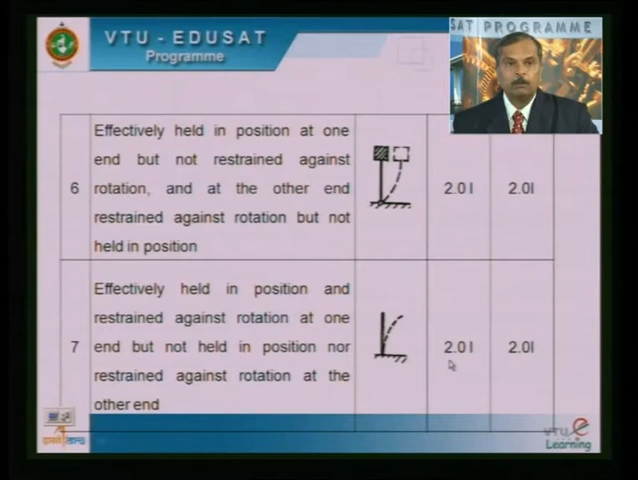 VTU - EDUSAT
Programme
SAT PROGRAMME
Effectively held in position at one
end but not restrained against
6 rotation, and at the other end 2.0 l 2.0l
restrained against rotation but not
held in position
Effectively held in position and
restrained against rotation at one
7 end but not held in position nor 2.0 l 2.0l
restrained against rotation at the
other end
VTU e
Learning